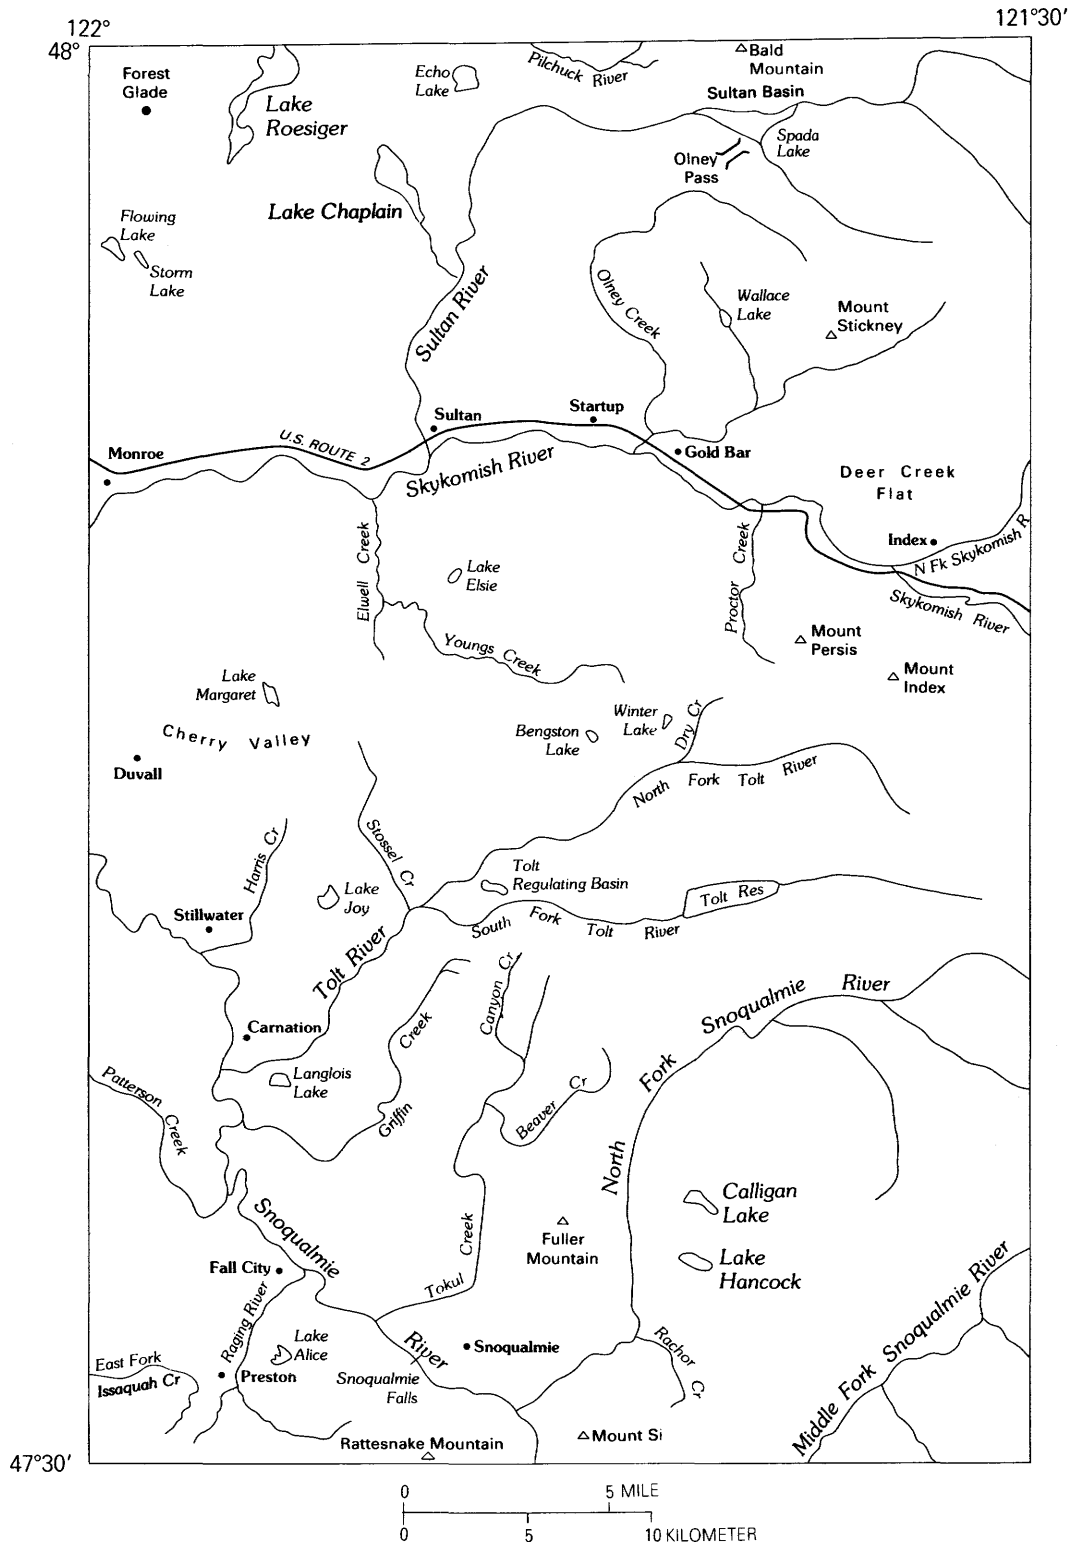 122°
121°30'
48°
Forest
Glade
Lake
Roesiger
Echo
Lake
Pilchuck River
Bald
Mountain
Sultan Basin
Spada
Lake
Olney
Pass
Lake Chaplain
Flowing
Lake
Storm
Lake
Sultan River
Olney Creek
Wallace
Lake
Mount
Stickney
Sultan
Startup
Gold Bar
Monroe
U.S. ROUTE 2
Skykomish River
Deer Creek
Flat
Index
N Fk Skykomish R
Skykomish River
Elwell Creek
Lake
Elsie
Proctor Creek
Youngs Creek
Mount
Persis
Mount
Index
Lake
Margaret
Cherry Valley
Duvall
Bengston
Lake
Winter
Lake
Dry Cr
North Fork Tolt River
Harris Cr
Stossel Cr
Lake
Joy
Stillwater
Tolt
Regulating Basin
Tolt Res
South Fork Tolt River
Tolt River
Carnation
Langlois
Lake
Griffin Creek
Canyon Cr
Beaver Cr
North Fork Snoqualmie River
Patterson Creek
Calligan
Lake
Lake
Hancock
Fuller
Mountain
Tokul Creek
Snoqualmie River
Fall City
Raging River
Lake
Alice
Preston
East Fork
Issaquah Cr
Snoqualmie
Snoqualmie
Falls
Rachor Cr
Middle Fork Snoqualmie River
Mount Si
Rattesnake Mountain
47°30'
0 5 MILE
0 5 10 KILOMETER